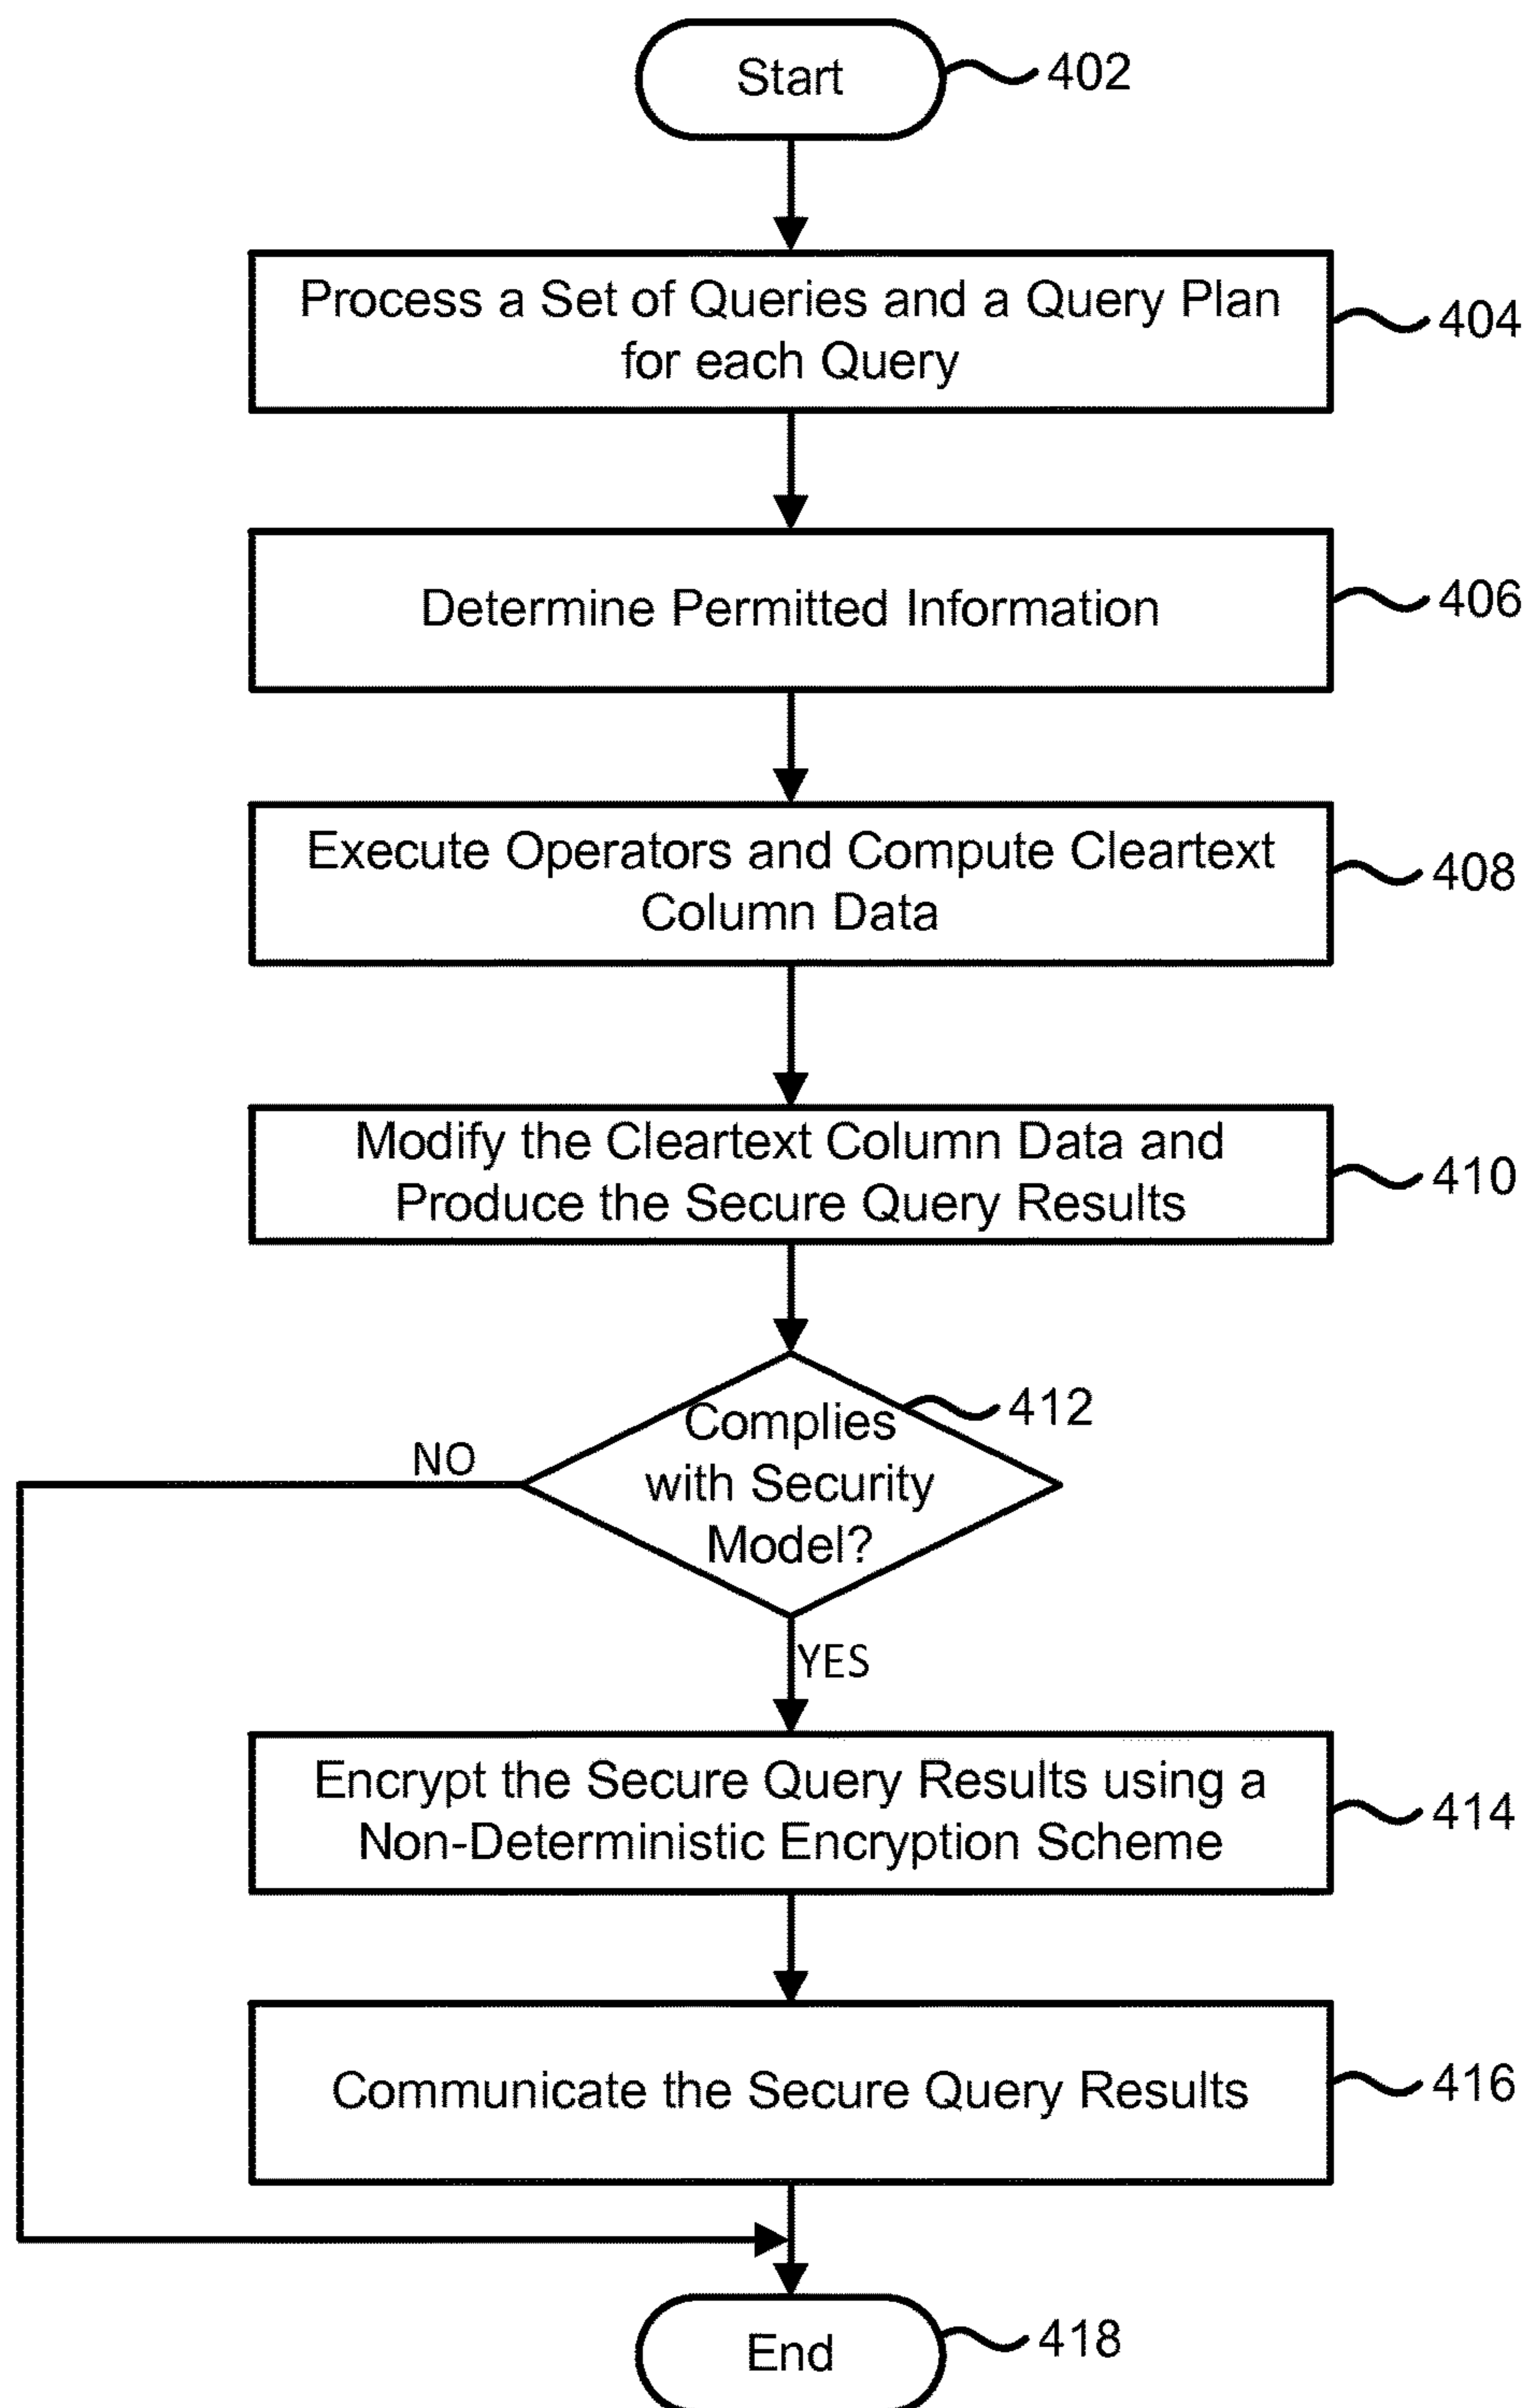 Start
402
Process a Set of Queries and a Query Plan
for each Query
404
Determine Permitted Information
406
Execute Operators and Compute Cleartext
Column Data
408
Modify the Cleartext Column Data and
Produce the Secure Query Results
410
Complies
with Security
Model?
412
NO
YES
Encrypt the Secure Query Results using a
Non-Deterministic Encryption Scheme
414
Communicate the Secure Query Results
416
End
418